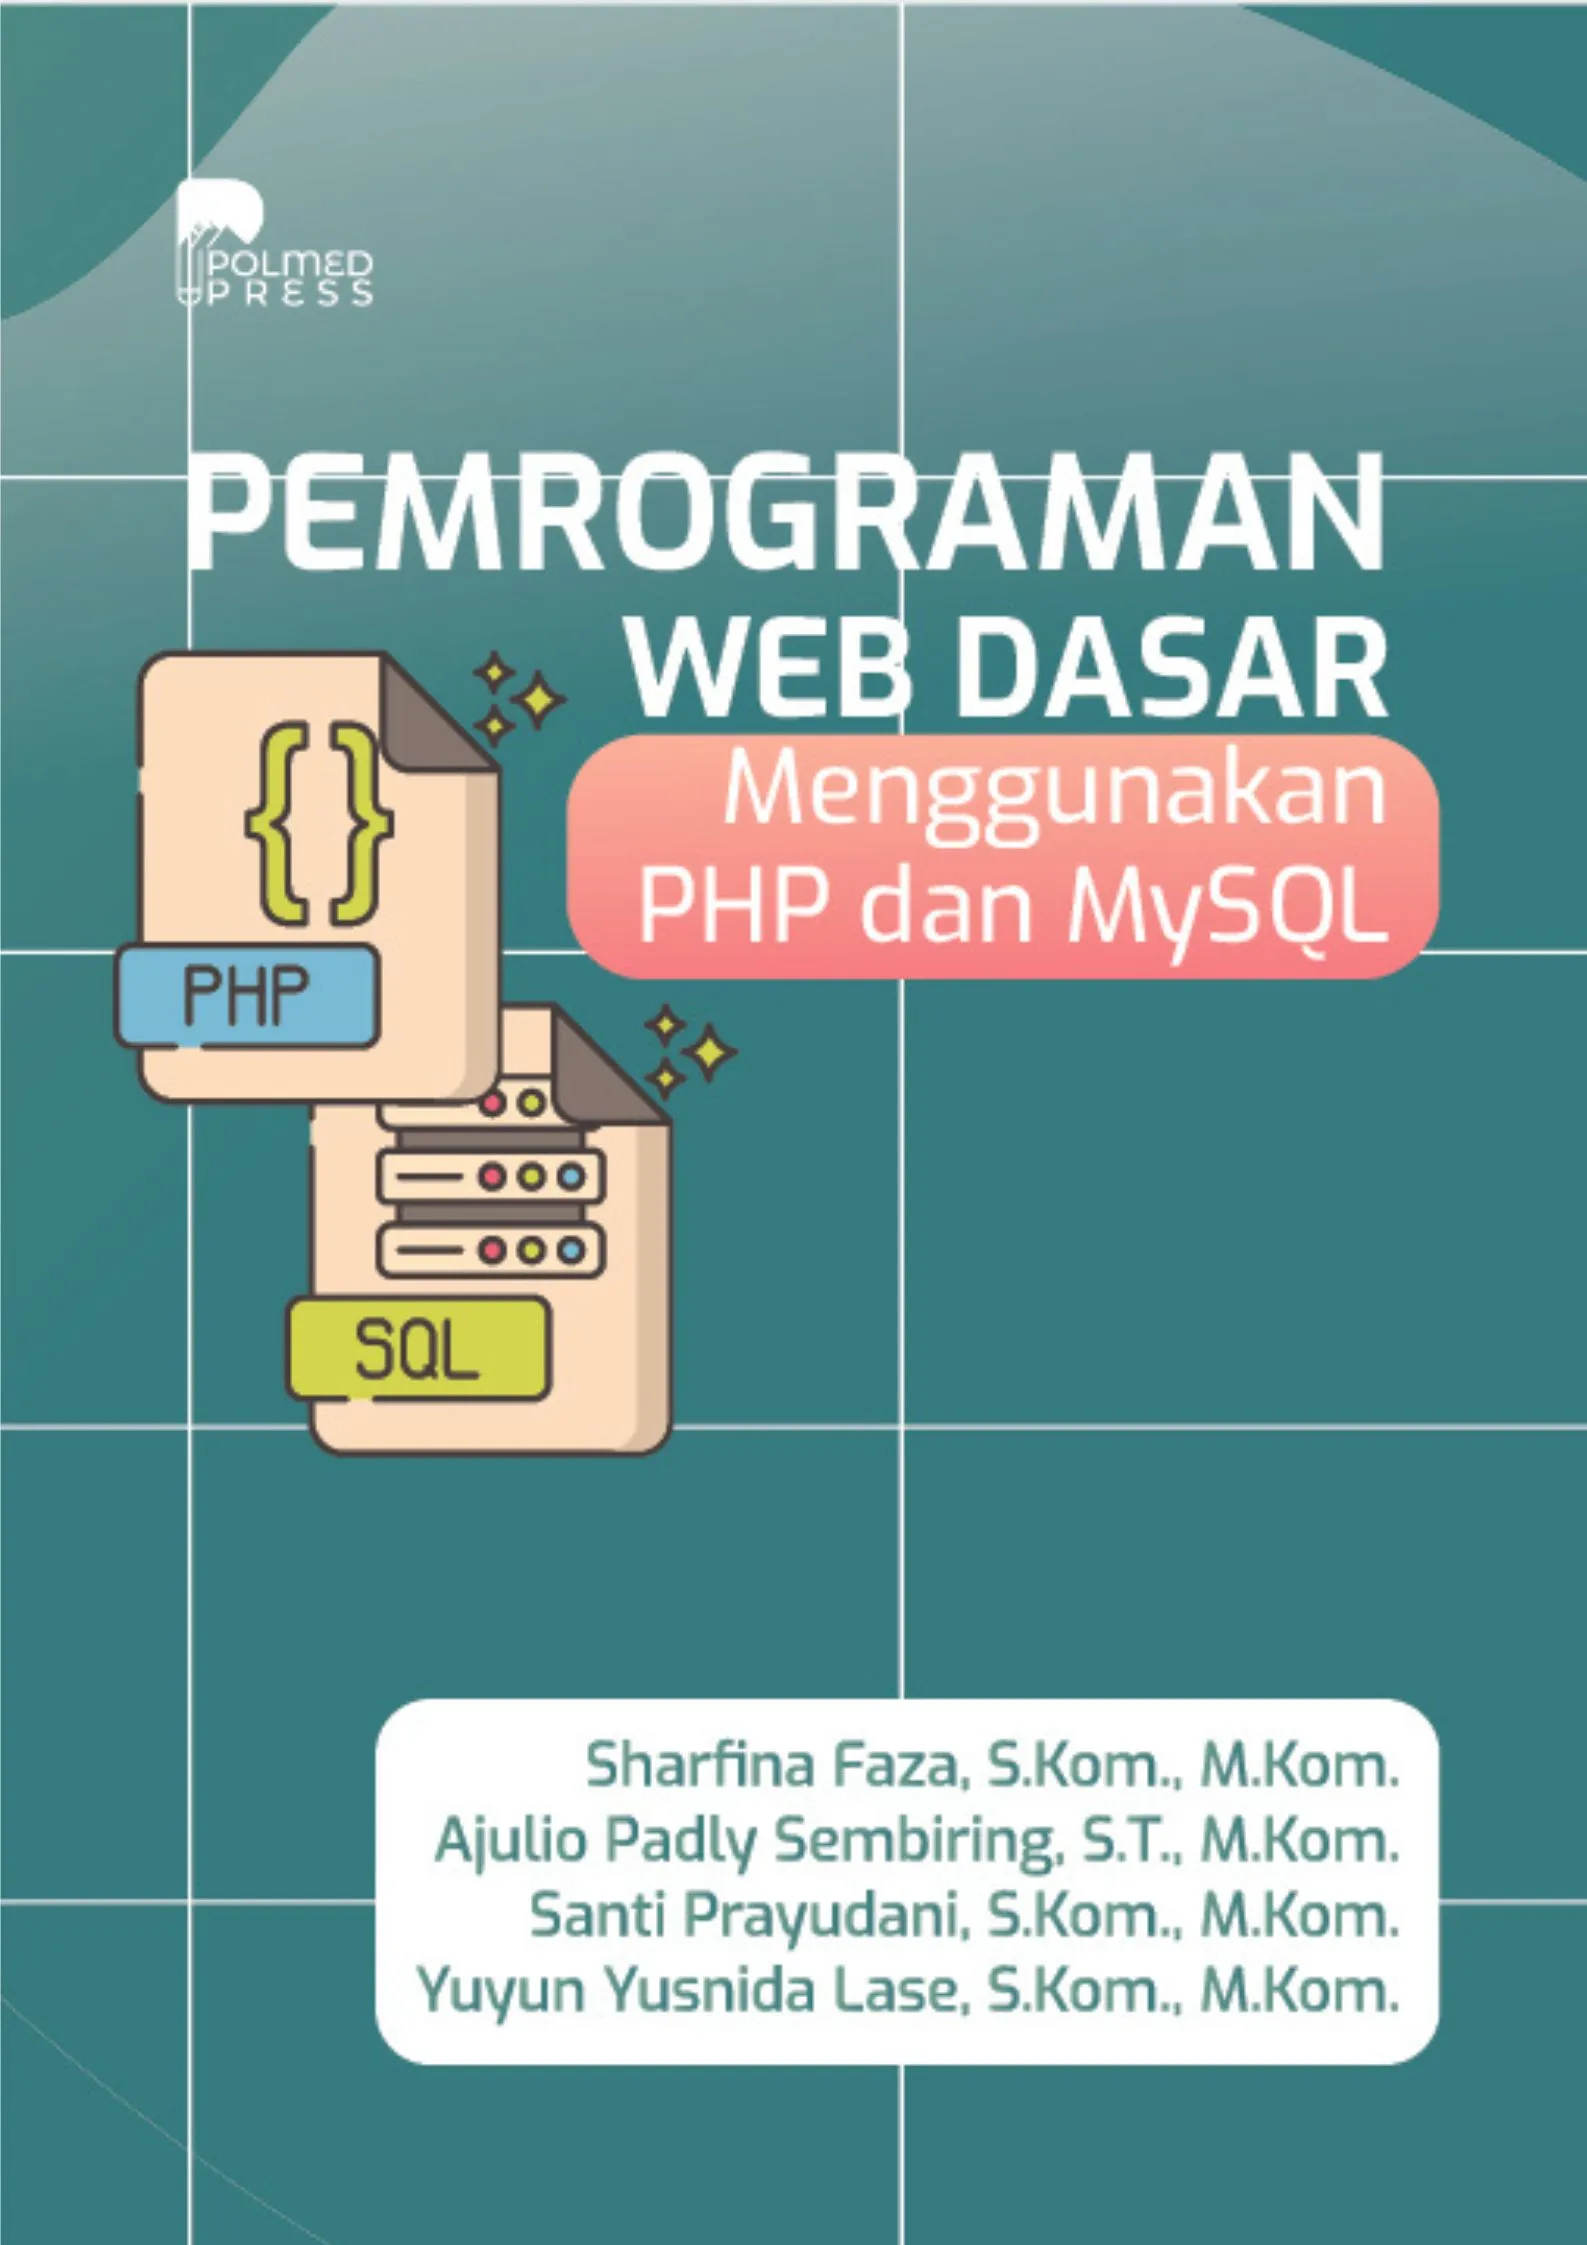 POLMED
PRESS
PEMROGRAMAN
WEB DASAR
Menggunakan
PHP dan MySQL
{ }
PHP
SQL
Sharfina Faza, S.Kom., M.Kom.
Ajulio Padly Sembiring, S.T., M.Kom.
Santi Prayudani, S.Kom., M.Kom.
Yuyun Yusnida Lase, S.Kom., M.Kom.